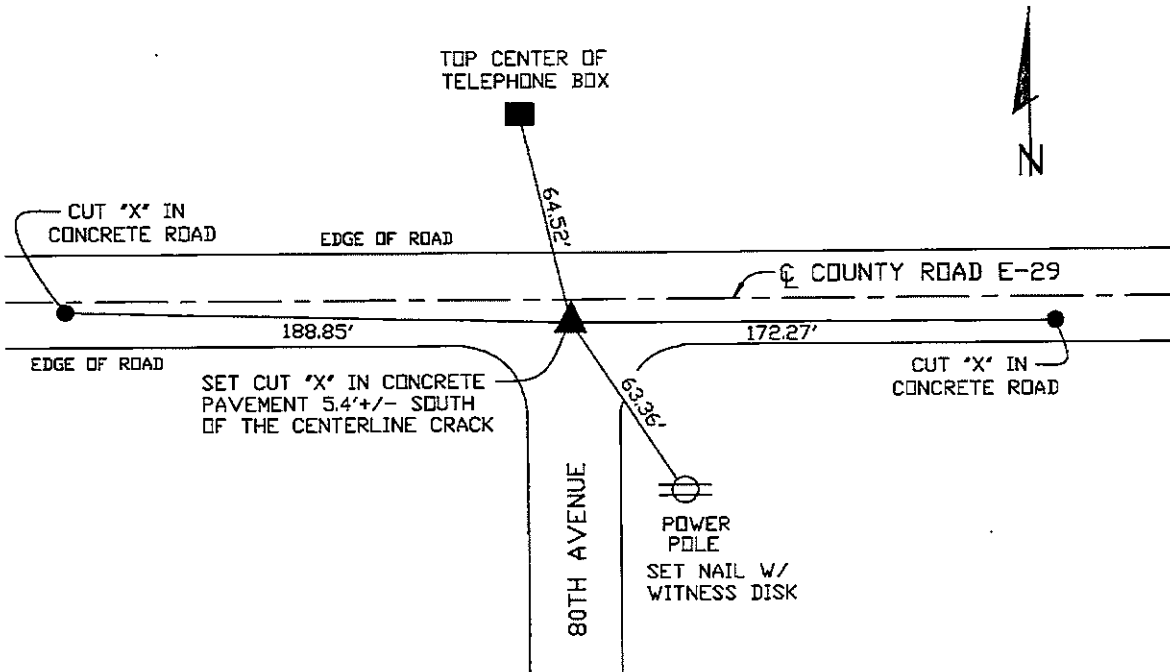 TOP CENTER OF
TELEPHONE BOX
N
64.52'
CUT "X" IN
CONCRETE ROAD
EDGE OF ROAD
℄ COUNTY ROAD E-29
188.85'
172.27'
EDGE OF ROAD
CUT "X" IN
CONCRETE ROAD
SET CUT "X" IN CONCRETE
PAVEMENT 5.4'+/- SOUTH
OF THE CENTERLINE CRACK
63.36'
80TH AVENUE
POWER
POLE
SET NAIL W/
WITNESS DISK